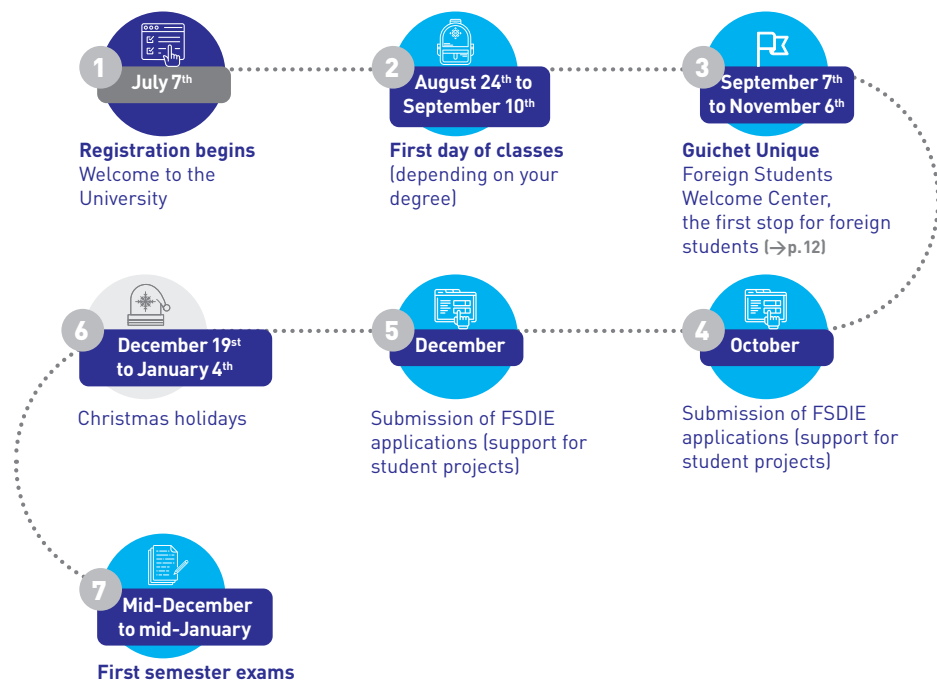 1
July 7th
Registration begins
Welcome to the
University
2
August 24th to
September 10th
First day of classes
(depending on your
degree)
3
September 7th
to November 6th
Guichet Unique
Foreign Students
Welcome Center,
the first stop for foreign
students (→p.12)
4
October
Submission of FSDIE
applications (support for
student projects)
5
December
Submission of FSDIE
applications (support for
student projects)
6
December 19st
to January 4th
Christmas holidays
7
Mid-December
to mid-January
First semester exams